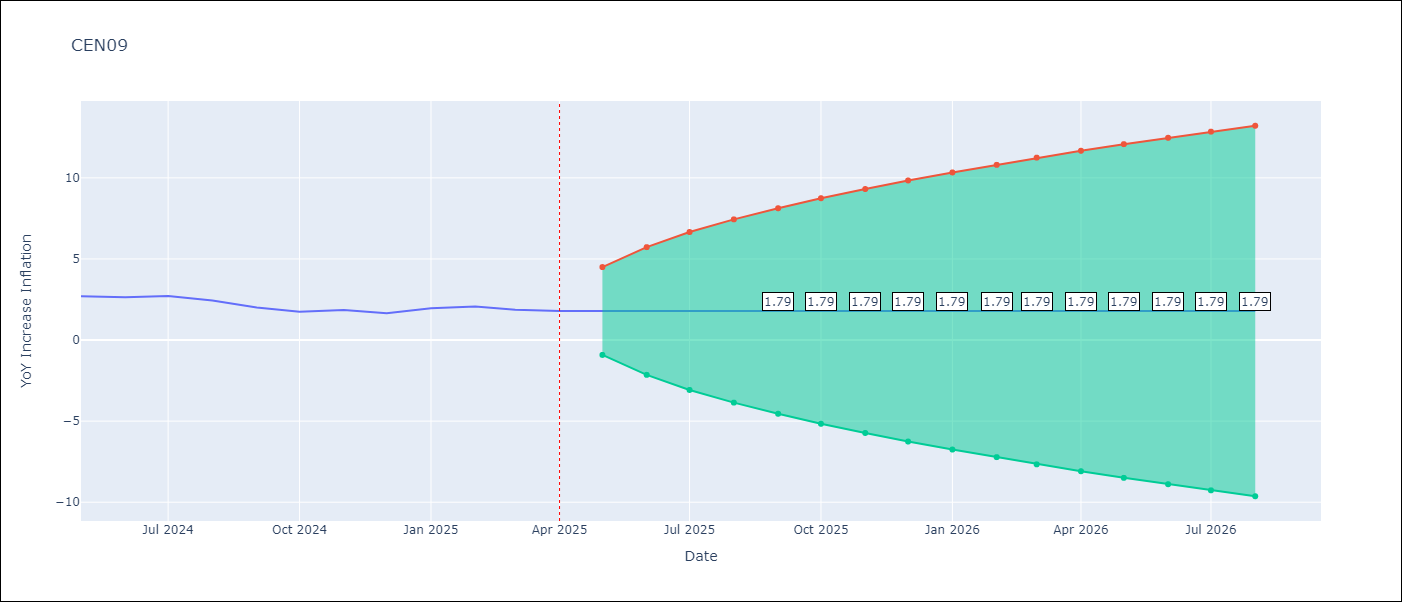 CEN09
YoY Increase Inflation
10
5
0
−5
−10
1.79 1.79 1.79 1.79 1.79 1.79 1.79 1.79 1.79 1.79 1.79 1.79
Jul 2024 Oct 2024 Jan 2025 Apr 2025 Jul 2025 Oct 2025 Jan 2026 Apr 2026 Jul 2026
Date